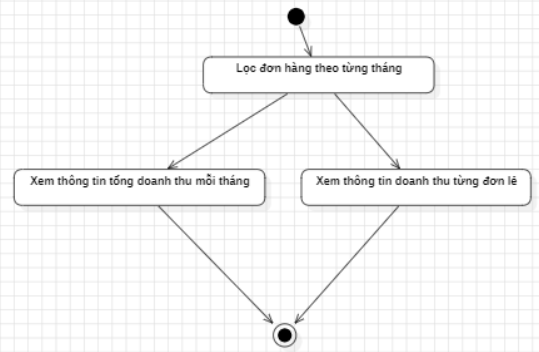 Lọc đơn hàng theo từng tháng
Xem thông tin tổng doanh thu mỗi tháng
Xem thông tin doanh thu từng đơn lẻ